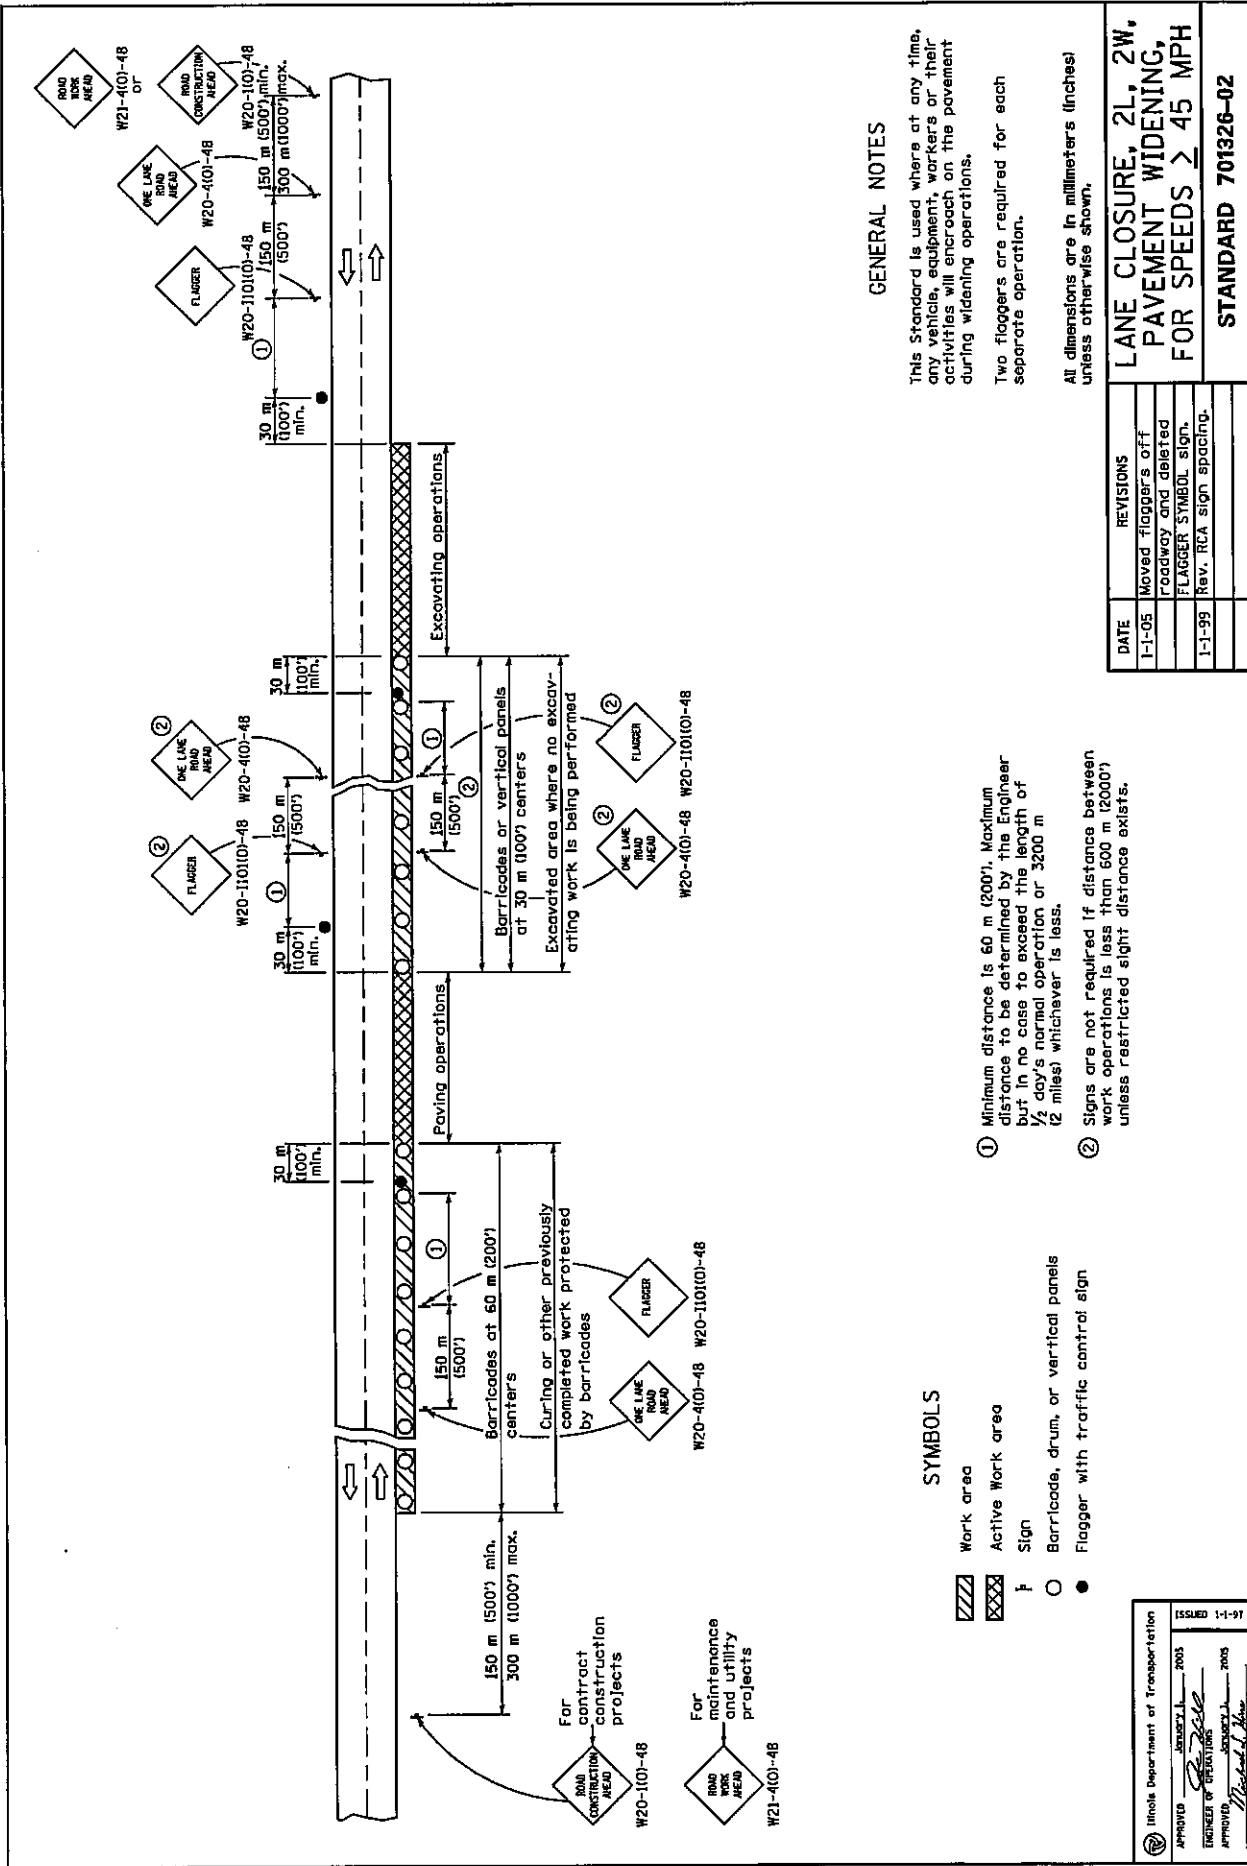 ROAD
WORK
AHEAD
W21-4(O)-48
or
ROAD
CONSTRUCTION
AHEAD
W20-1(O)-48
150 m (500') min.
300 m (1000') max.
ONE LANE
ROAD
AHEAD
W20-4(O)-48
150 m
(500')
FLAGGER
W20-I101(O)-48
①
30 m
(100')
min.
Excavating operations
30 m
(100')
min.
②
ONE LANE
ROAD
AHEAD
W20-4(O)-48
150 m
(500')
②
FLAGGER
W20-I101(O)-48
①
30 m
(100')
min.
①
150 m
(500')
②
Barricades or vertical panels
at 30 m (100') centers
Excavated area where no excav-
ating work is being performed
②
FLAGGER
W20-I101(O)-48
②
ONE LANE
ROAD
AHEAD
W20-4(O)-48
Paving operations
30 m
(100')
min.
①
150 m
(500')
Barricades at 60 m (200')
centers
Curing or other previously
completed work protected
by barricades
FLAGGER
W20-I101(O)-48
ONE LANE
ROAD
AHEAD
W20-4(O)-48
150 m (500') min.
300 m (1000') max.
For
contract
construction
projects
ROAD
CONSTRUCTION
AHEAD
W20-1(O)-48
For
maintenance
and utility
projects
ROAD
WORK
AHEAD
W21-4(O)-48
SYMBOLS
Work area
Active Work area
Sign
Barricade, drum, or vertical panels
Flagger with traffic control sign
① Minimum distance is 60 m (200'). Maximum
distance to be determined by the Engineer
but in no case to exceed the length of
½ day's normal operation or 3200 m
(2 miles) whichever is less.
② Signs are not required if distance between
work operations is less than 600 m (2000')
unless restricted sight distance exists.
GENERAL NOTES
This Standard is used where at any time,
any vehicle, equipment, workers or their
activities will encroach on the pavement
during widening operations.
Two flaggers are required for each
separate operation.
All dimensions are in millimeters (inches)
unless otherwise shown.
Illinois Department of Transportation
APPROVED January 1, 2005
ENGINEER OF OPERATIONS
APPROVED January 1, 2005
ISSUED 1-1-97
DATE REVISIONS
1-1-05 Moved flaggers off
roadway and deleted
FLAGGER SYMBOL sign.
1-1-99 Rev. RCA sign spacing.
LANE CLOSURE, 2L, 2W,
PAVEMENT WIDENING,
FOR SPEEDS ≥ 45 MPH
STANDARD 701326-02